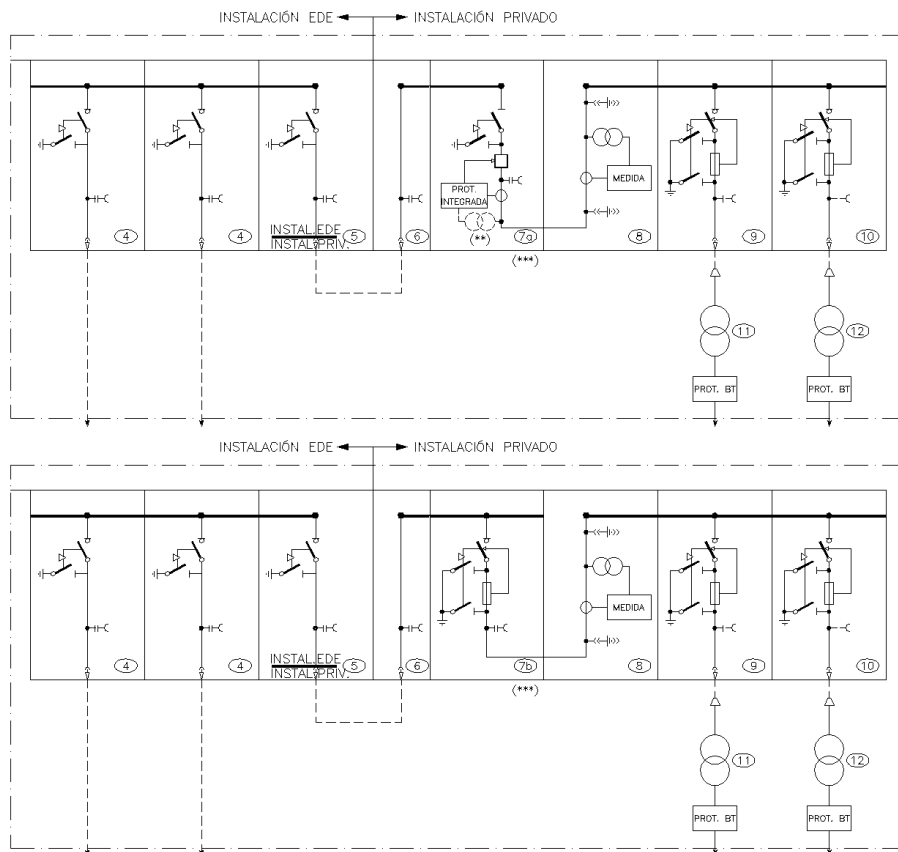 INSTALACIÓN EDE INSTALACIÓN PRIVADO
PROT.
INTEGRADA
MEDIDA
INSTAL.EDE
INSTAL.PRIV.
4 4 5 6 (**) 7a 8 9 10
(***)
11 12
PROT. BT PROT. BT
INSTALACIÓN EDE INSTALACIÓN PRIVADO
MEDIDA
INSTAL.EDE
INSTAL.PRIV.
4 4 5 6 7b 8 9 10
(***)
11 12
PROT. BT PROT. BT